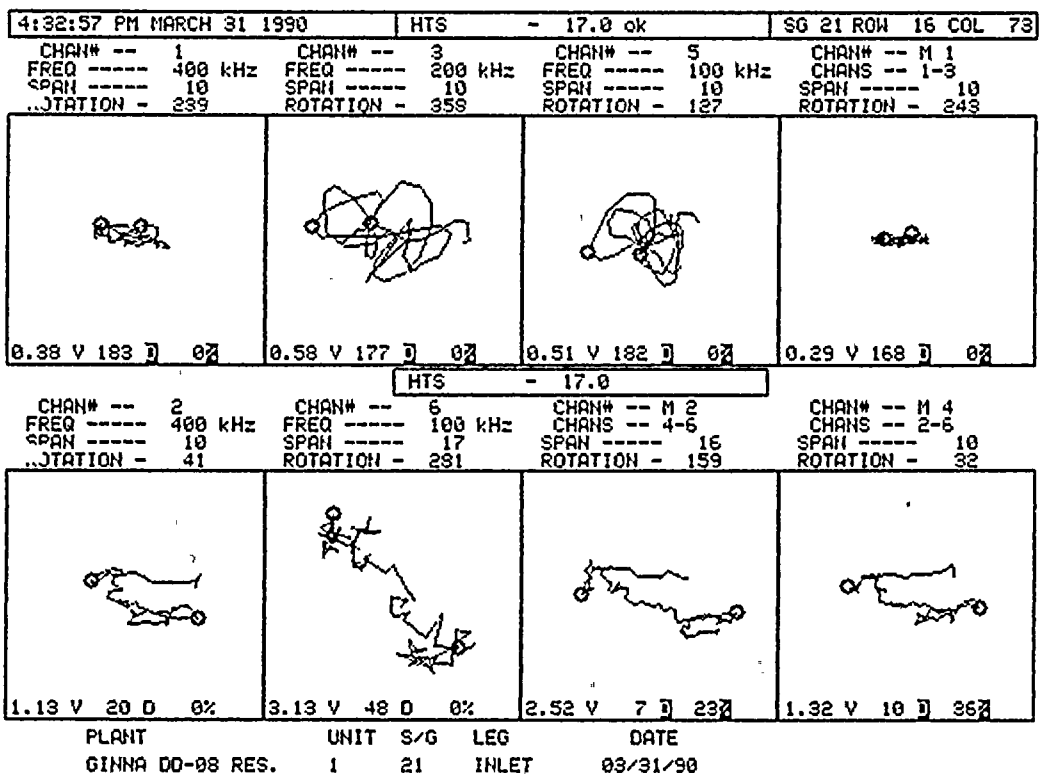 4:32:57 PM MARCH 31 1990 HTS - 17.0 ok SG 21 ROW 16 COL 73
CHAN# -- 1 CHAN# -- 3 CHAN# -- 5 CHAN# -- M 1
FREQ ----- 400 kHz FREQ ----- 200 kHz FREQ ----- 100 kHz CHANS -- 1-3
SPAN ----- 10 SPAN ----- 10 SPAN ----- 10 SPAN ----- 10
..OTATION - 239 ROTATION - 358 ROTATION - 127 ROTATION - 243
0.38 V 183 D 0% 0.58 V 177 D 0% 0.51 V 182 D 0% 0.29 V 168 D 0%
HTS - 17.0
CHAN# -- 2 CHAN# -- 6 CHAN# -- M 2 CHAN# -- M 4
FREQ ----- 400 kHz FREQ ----- 100 kHz CHANS -- 4-6 CHANS -- 2-6
SPAN ----- 10 SPAN ----- 17 SPAN ----- 16 SPAN ----- 10
..OTATION - 41 ROTATION - 281 ROTATION - 159 ROTATION - 32
1.13 V 20 D 0% 3.13 V 48 D 0% 2.52 V 7 D 23% 1.32 V 10 D 36%
PLANT UNIT S/G LEG DATE
GINNA DD-08 RES. 1 21 INLET 03/31/90